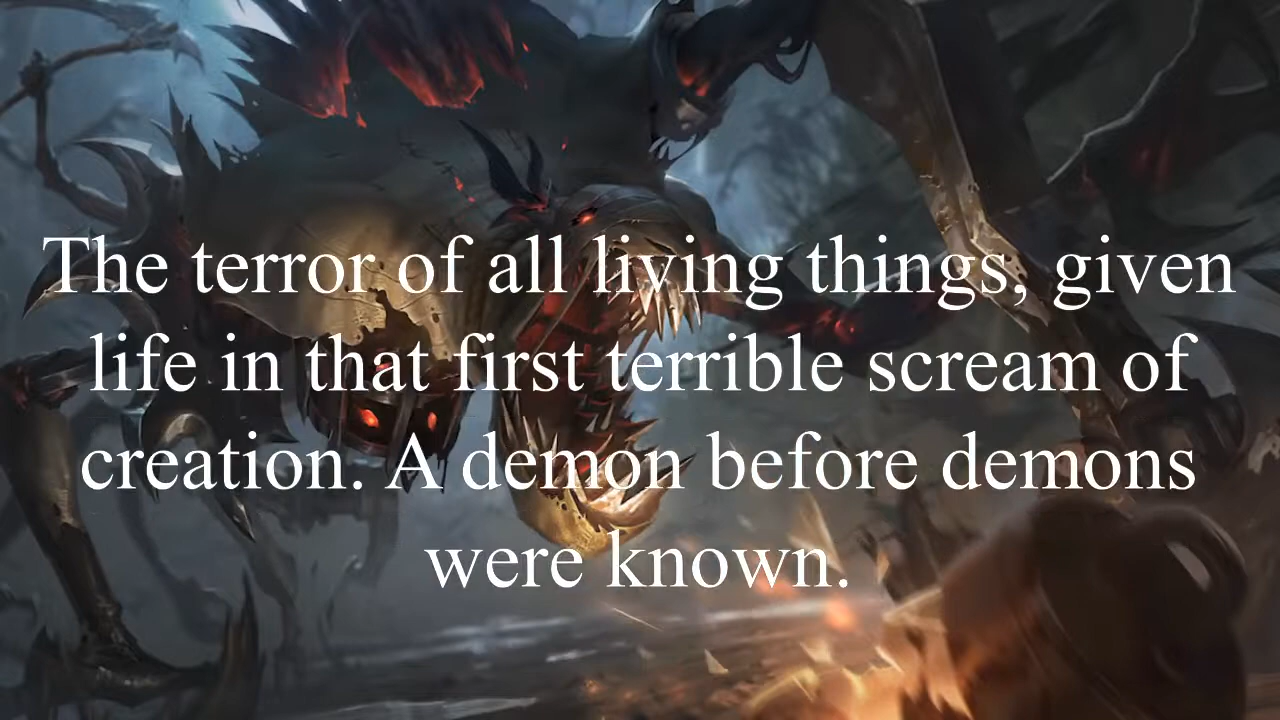 The terror of all living things, given
life in that first terrible scream of
creation. A demon before demons
were known.